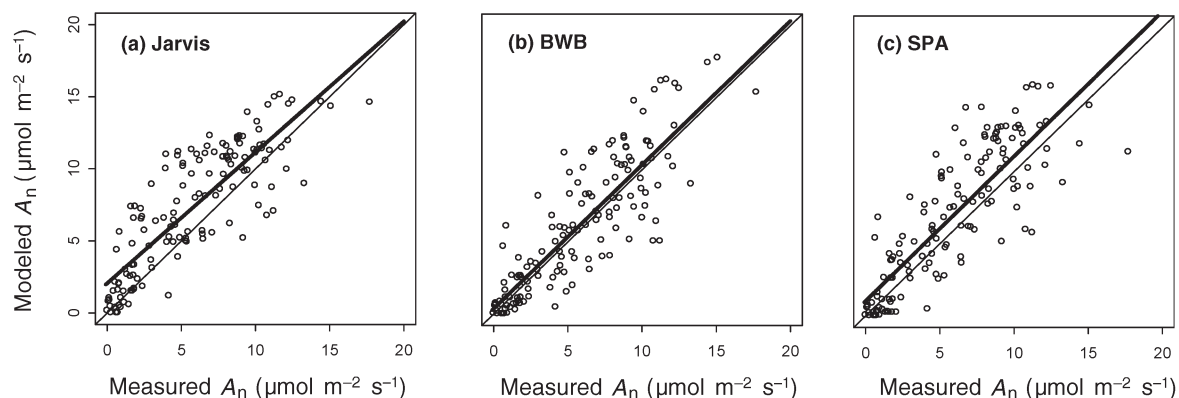 (a) Jarvis
(b) BWB
(c) SPA
Modeled Aₙ (μmol m⁻² s⁻¹)
20
15
10
5
0
0 5 10 15 20
0 5 10 15 20
0 5 10 15 20
Measured Aₙ (μmol m⁻² s⁻¹)
Measured Aₙ (μmol m⁻² s⁻¹)
Measured Aₙ (μmol m⁻² s⁻¹)